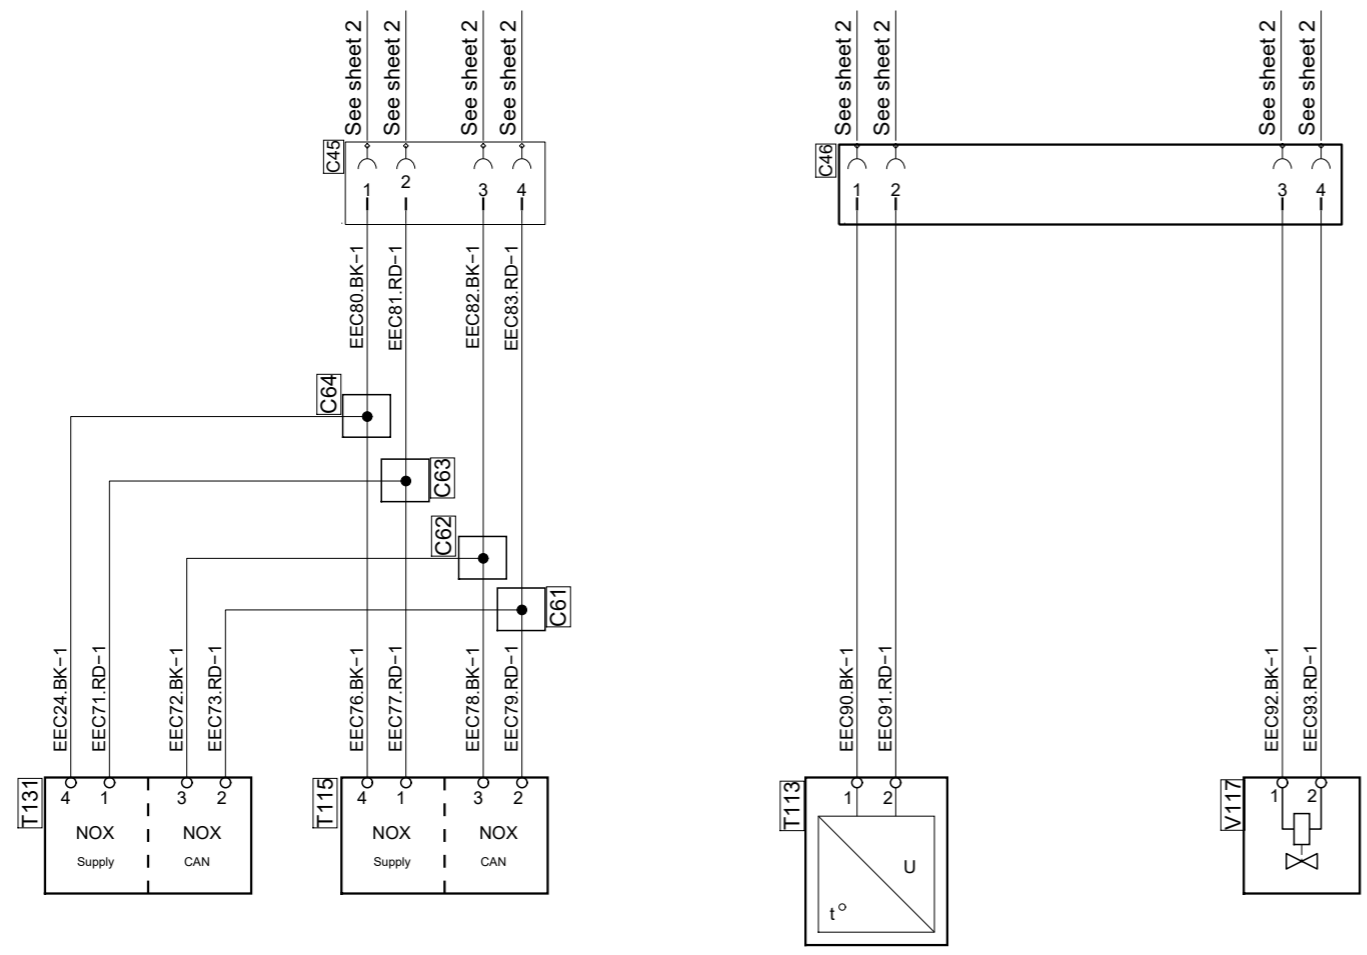 See sheet 2
See sheet 2
See sheet 2
See sheet 2
See sheet 2
See sheet 2
See sheet 2
See sheet 2
C45
1
2
3
4
C46
1
2
3
4
EEC80.BK−1
EEC81.RD−1
EEC82.BK−1
EEC83.RD−1
C64
C63
C62
C61
EEC24.BK−1
EEC71.RD−1
EEC72.BK−1
EEC73.RD−1
EEC76.BK−1
EEC77.RD−1
EEC78.BK−1
EEC79.RD−1
EEC90.BK−1
EEC91.RD−1
EEC92.BK−1
EEC93.RD−1
T131
4
1
3
2
NOX
Supply
NOX
CAN
T115
4
1
3
2
NOX
Supply
NOX
CAN
T113
1
2
U
t°
V117
1
2